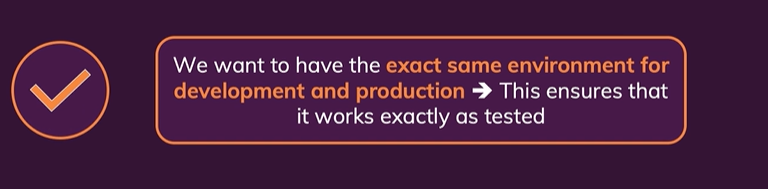 We want to have the exact same environment for
development and production ➔ This ensures that
it works exactly as tested